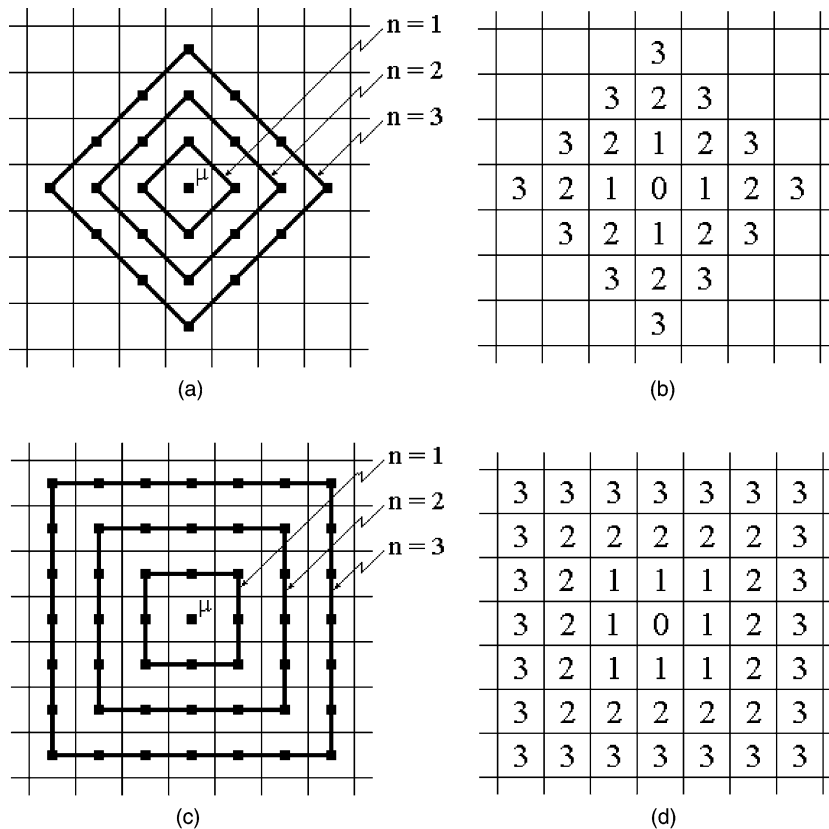 n = 1
n = 2
n = 3
μ
(a)
3
3 2 3
3 2 1 2 3
3 2 1 0 1 2 3
3 2 1 2 3
3 2 3
3
(b)
n = 1
n = 2
n = 3
μ
(c)
3 3 3 3 3 3 3
3 2 2 2 2 2 3
3 2 1 1 1 2 3
3 2 1 0 1 2 3
3 2 1 1 1 2 3
3 2 2 2 2 2 3
3 3 3 3 3 3 3
(d)